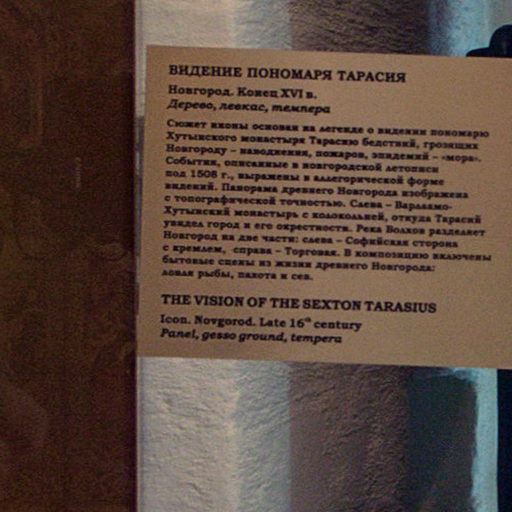 ВИДЕНИЕ ПОНОМАРЯ ТАРАСИЯ
Новгород. Конец XVI в.
Дерево, левкас, темпера
Сюжет иконы основан на легенде о видении пономарю
Хутынского монастыря Тарасию бедствий, грозящих
Новгороду – наводнения, пожаров, эпидемий – «мора».
События, описанные в новгородской летописи
под 1508 г., выражены в аллегорической форме
видений. Панорама древнего Новгорода изображена
с топографической точностью. Слева – Варлаамо-
Хутынский монастырь с колокольней, откуда Тарасий
увидел город и его окрестности. Река Волхов разделяет
Новгород на две части: слева – Софийская сторона
с кремлем, справа – Торговая. В композицию включены
бытовые сцены из жизни древнего Новгорода:
ловля рыбы, пахота и сев.
THE VISION OF THE SEXTON TARASIUS
Icon. Novgorod. Late 16th century
Panel, gesso ground, tempera